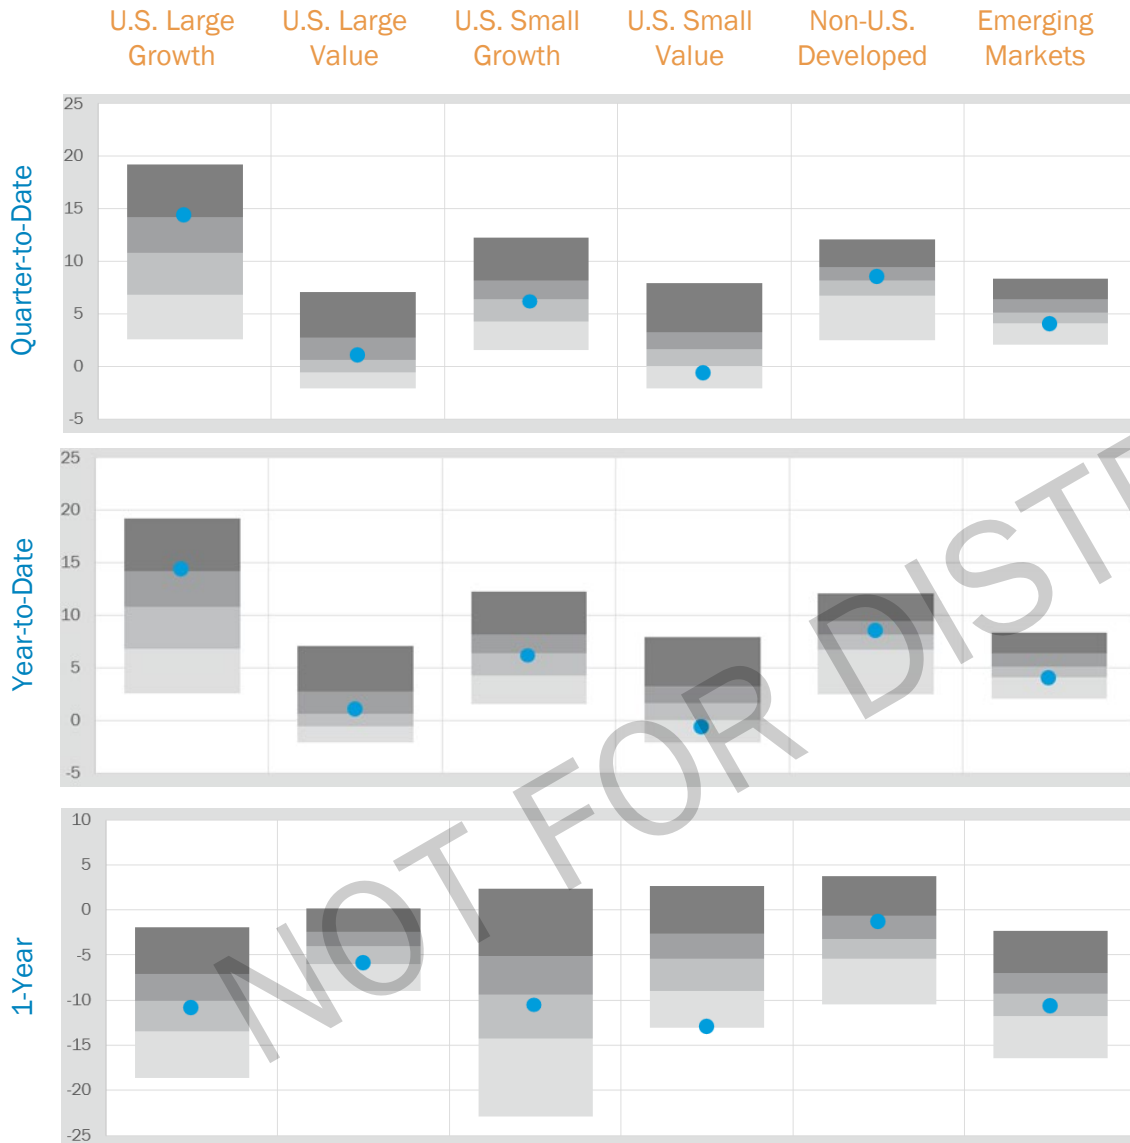 U.S. Large Growth
U.S. Large Value
U.S. Small Growth
U.S. Small Value
Non-U.S. Developed
Emerging Markets
Quarter-to-Date
25
20
15
10
5
0
-5
Year-to-Date
25
20
15
10
5
0
-5
1-Year
10
5
0
-5
-10
-15
-20
-25
NOT FOR DISTR